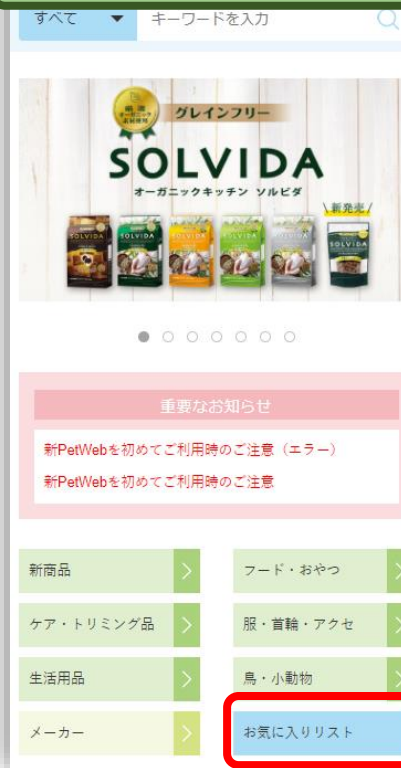 すべて ▼ キーワードを入力
グレインフリー
SOLVIDA
オーガニックキッチン ソルビダ
新発売
SOLVIDA SOLVIDA SOLVIDA SOLVIDA SOLVIDA SOLVIDA
重要なお知らせ
新PetWebを初めてご利用時のご注意（エラー）
新PetWebを初めてご利用時のご注意
新商品 フード・おやつ
ケア・トリミング品 服・首輪・アクセ
生活用品 鳥・小動物
メーカー お気に入りリスト